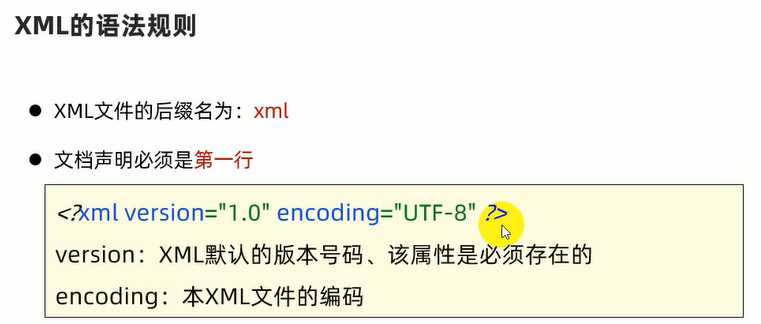 XML的语法规则
XML文件的后缀名为：xml
文档声明必须是第一行
<?xml version="1.0" encoding="UTF-8" ?>
version：XML默认的版本号码、该属性是必须存在的
encoding：本XML文件的编码